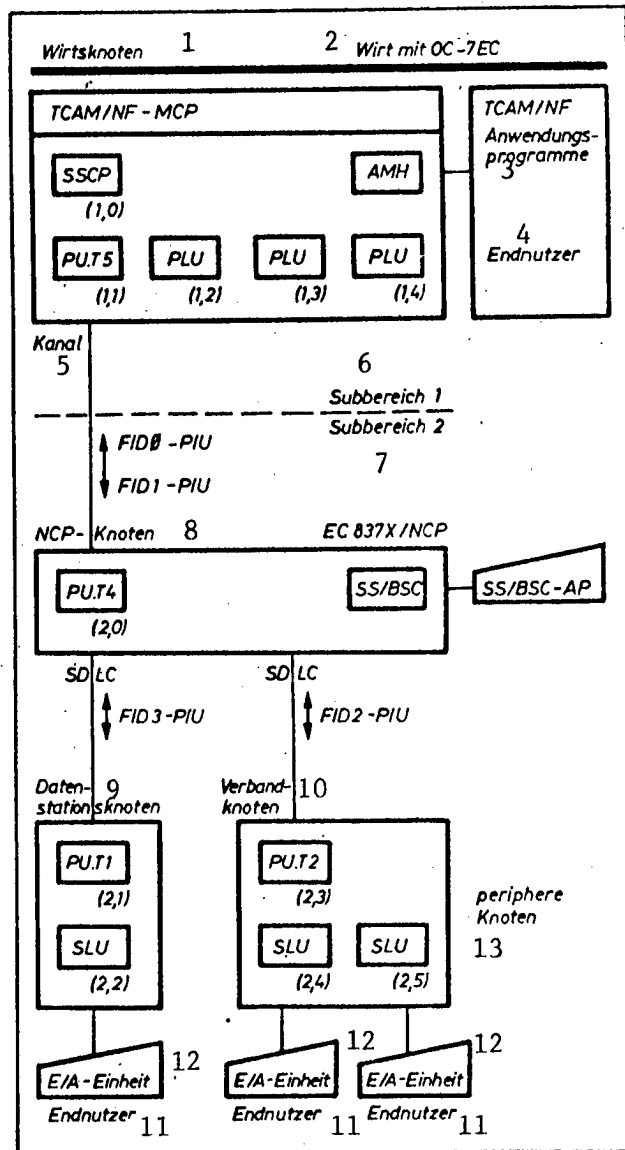 Wirtsknoten 1 2 Wirt mit OC-7EC
TCAM/NF-MCP
SSCP
(1,0)
AMH
PU.T5
(1,1)
PLU
(1,2)
PLU
(1,3)
PLU
(1,4)
TCAM/NF
Anwendungs-
programme
3
4
Endnutzer
Kanal
5
6
Subbereich 1
Subbereich 2
7
FIDØ-PIU
FID1-PIU
NCP-Knoten 8 EC 837X/NCP
PU.T4
(2,0)
SS/BSC
SS/BSC-AP
SDLC
FID3-PIU
SDLC
FID2-PIU
Daten- 9
stationsknoten
Verband- 10
knoten
PU.T1
(2,1)
SLU
(2,2)
PU.T2
(2,3)
SLU
(2,4)
SLU
(2,5)
periphere
Knoten
13
E/A-Einheit 12
Endnutzer 11
E/A-Einheit 12
Endnutzer 11
E/A-Einheit 12
Endnutzer 11